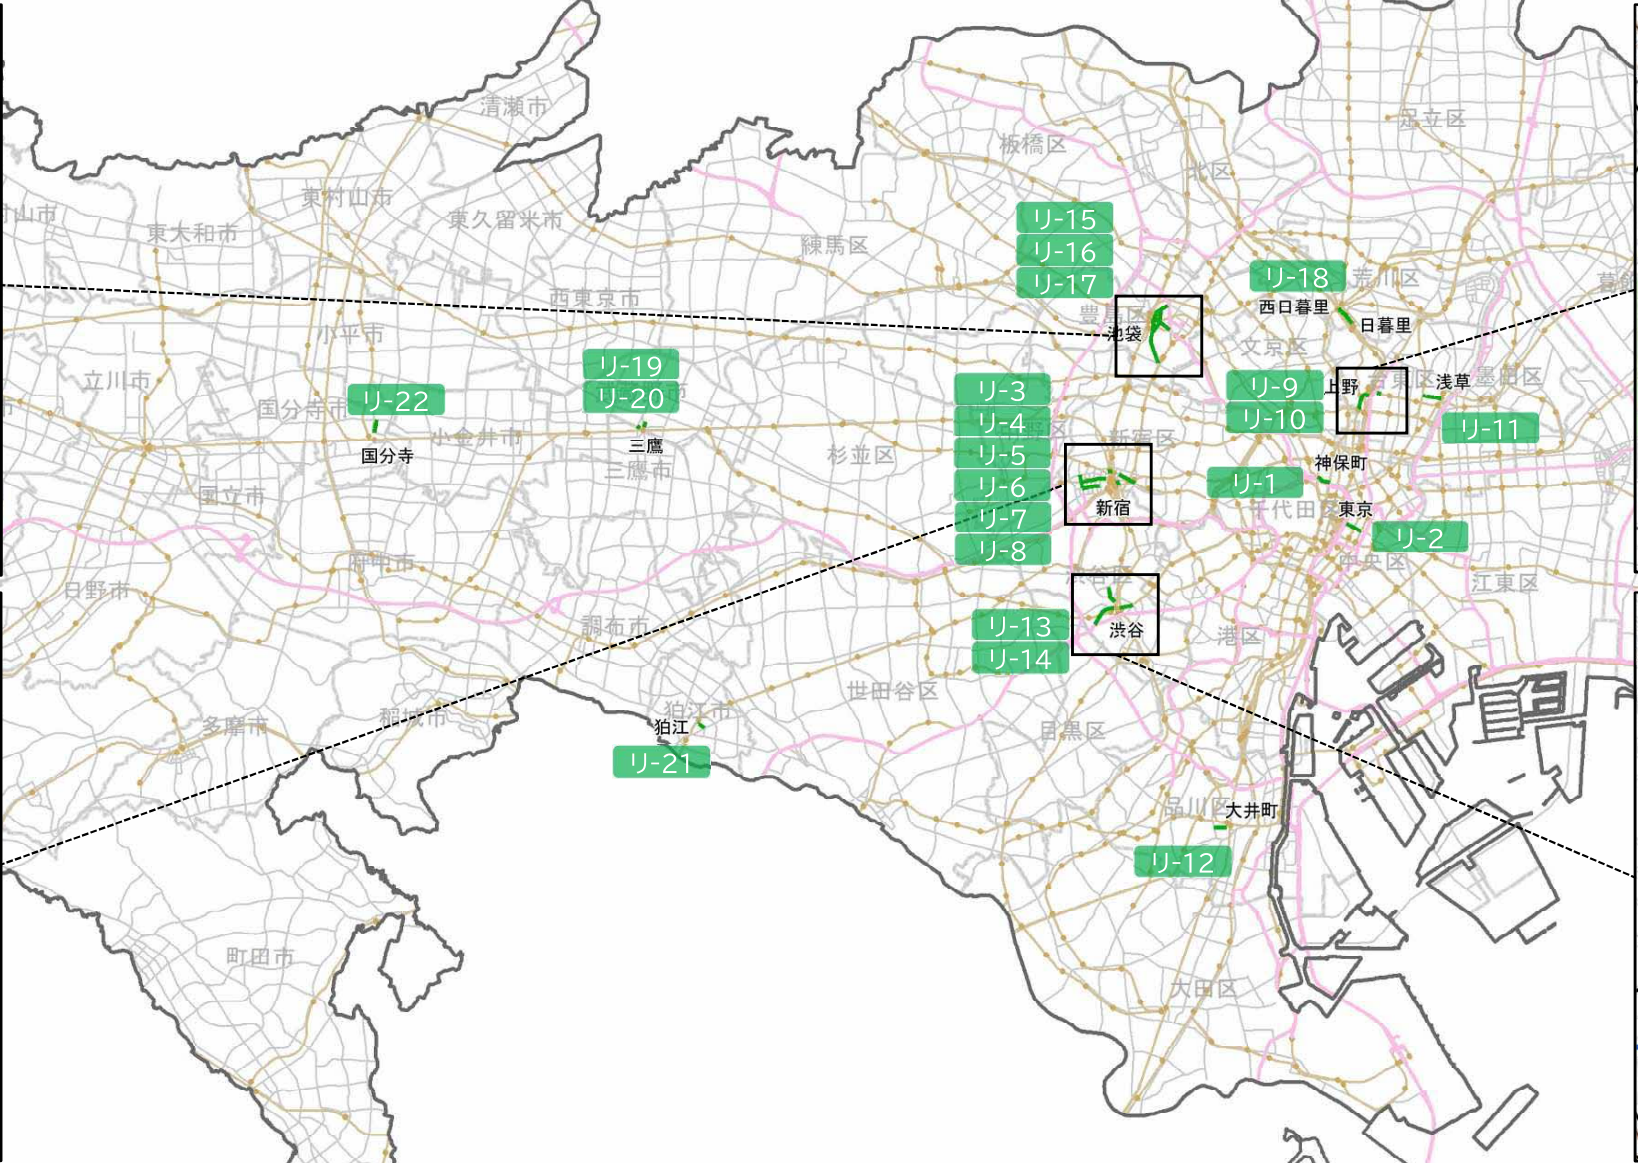 清瀬市
足立区
板橋区
北区
東村山市
村山市
東久留米市
リ-15
東大和市
練馬区
リ-16
リ-17
リ-18
荒川区
西東京市
西日暮里
豊島区
日暮里
池袋
小平市
文京区
リ-19
立川市
浅草
墨田区
上野
リ-3
リ-9
リ-20
リ-22
国分寺市
リ-4
リ-10
リ-11
小金井市
新宿区
三鷹
杉並区
リ-5
国分寺
神保町
三鷹市
リ-6
リ-1
国立市
新宿
千代田区
東京
リ-7
リ-2
リ-8
府中市
中央区
渋谷区
江東区
日野市
調布市
リ-13
渋谷
港区
リ-14
世田谷区
狛江市
稲城市
多摩市
狛江
目黒区
リ-21
品川区
大井町
リ-12
町田市
大田区